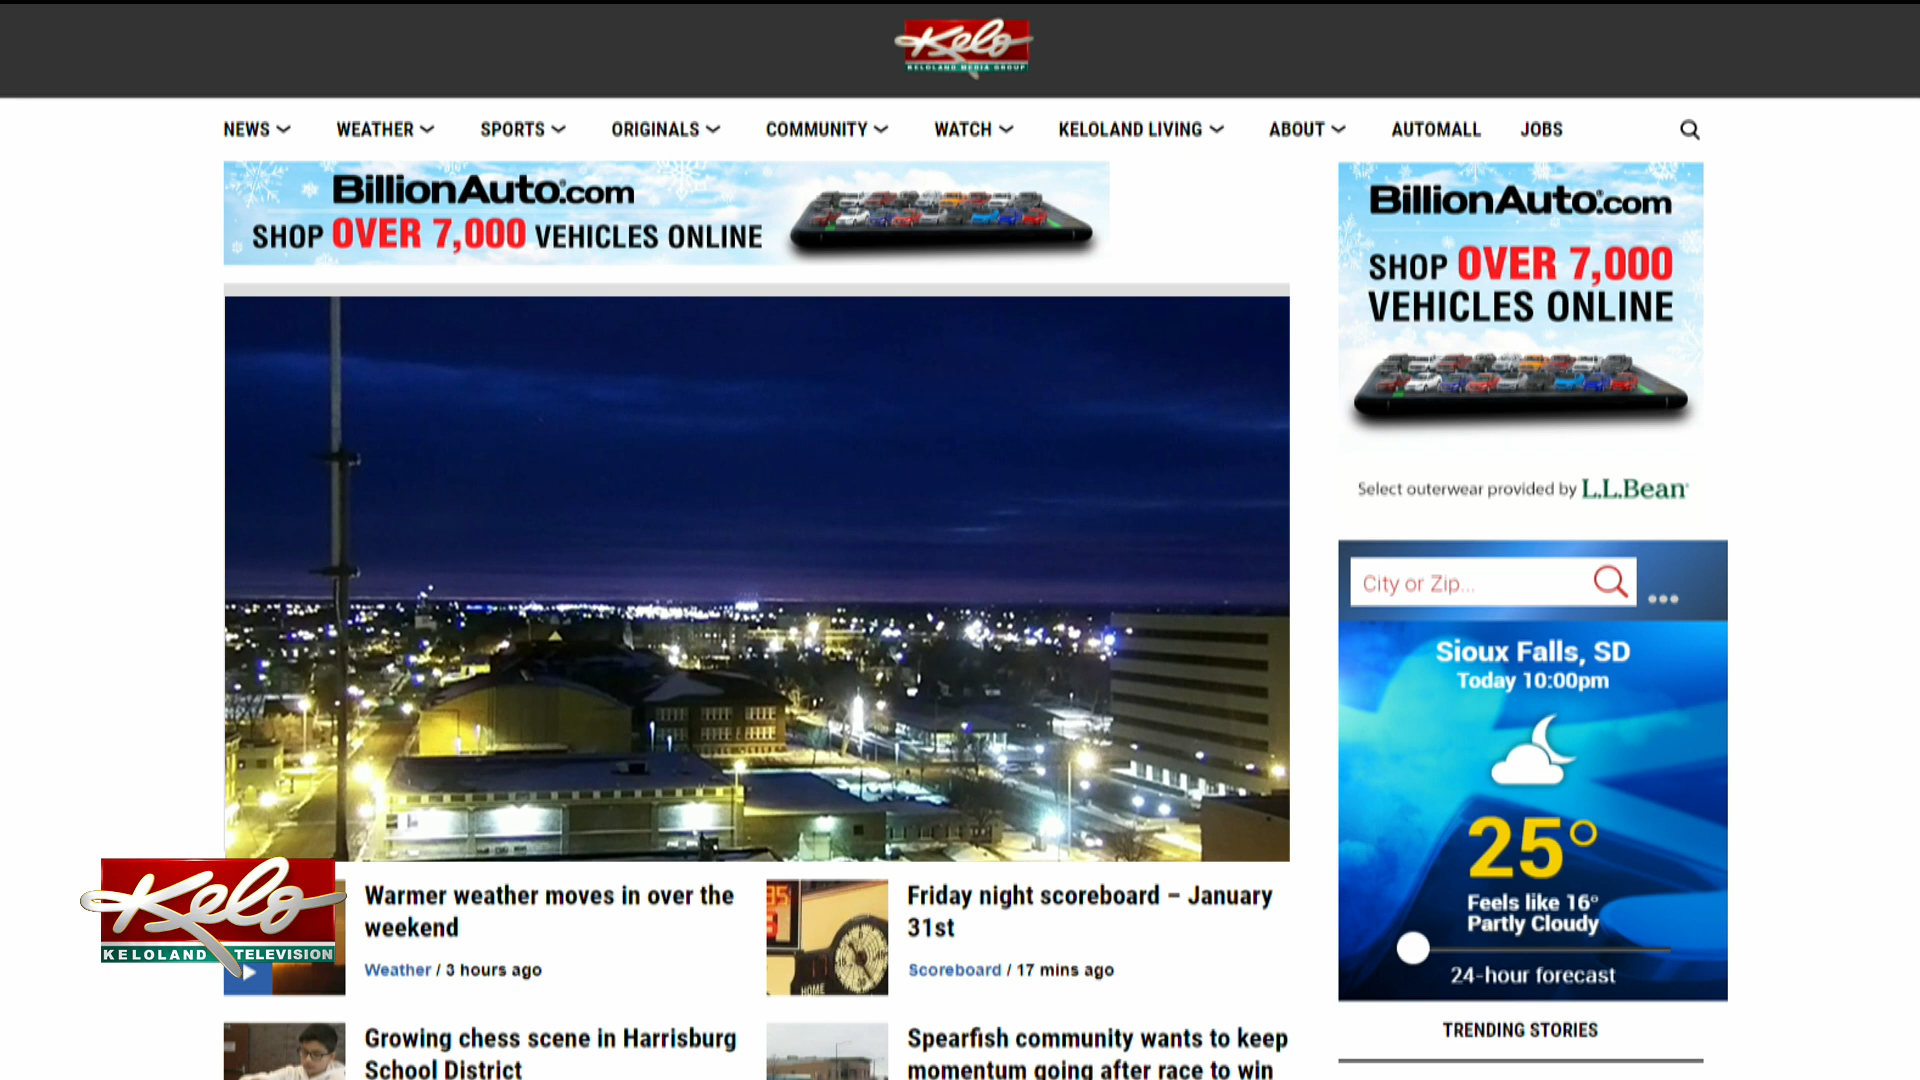 Kelo
KELOLAND MEDIA GROUP
NEWS
WEATHER
SPORTS
ORIGINALS
COMMUNITY
WATCH
KELOLAND LIVING
ABOUT
AUTOMALL
JOBS
BillionAuto.com
SHOP OVER 7,000 VEHICLES ONLINE
BillionAuto.com
SHOP OVER 7,000
VEHICLES ONLINE
Select outerwear provided by L.L.Bean
City or Zip...
Sioux Falls, SD
Today 10:00pm
25°
Feels like 16°
Partly Cloudy
24-hour forecast
TRENDING STORIES
Kelo
KELOLAND TELEVISION
Warmer weather moves in over the
weekend
Weather / 3 hours ago
HOME
Friday night scoreboard – January
31st
Scoreboard / 17 mins ago
Growing chess scene in Harrisburg
School District
Spearfish community wants to keep
momentum going after race to win